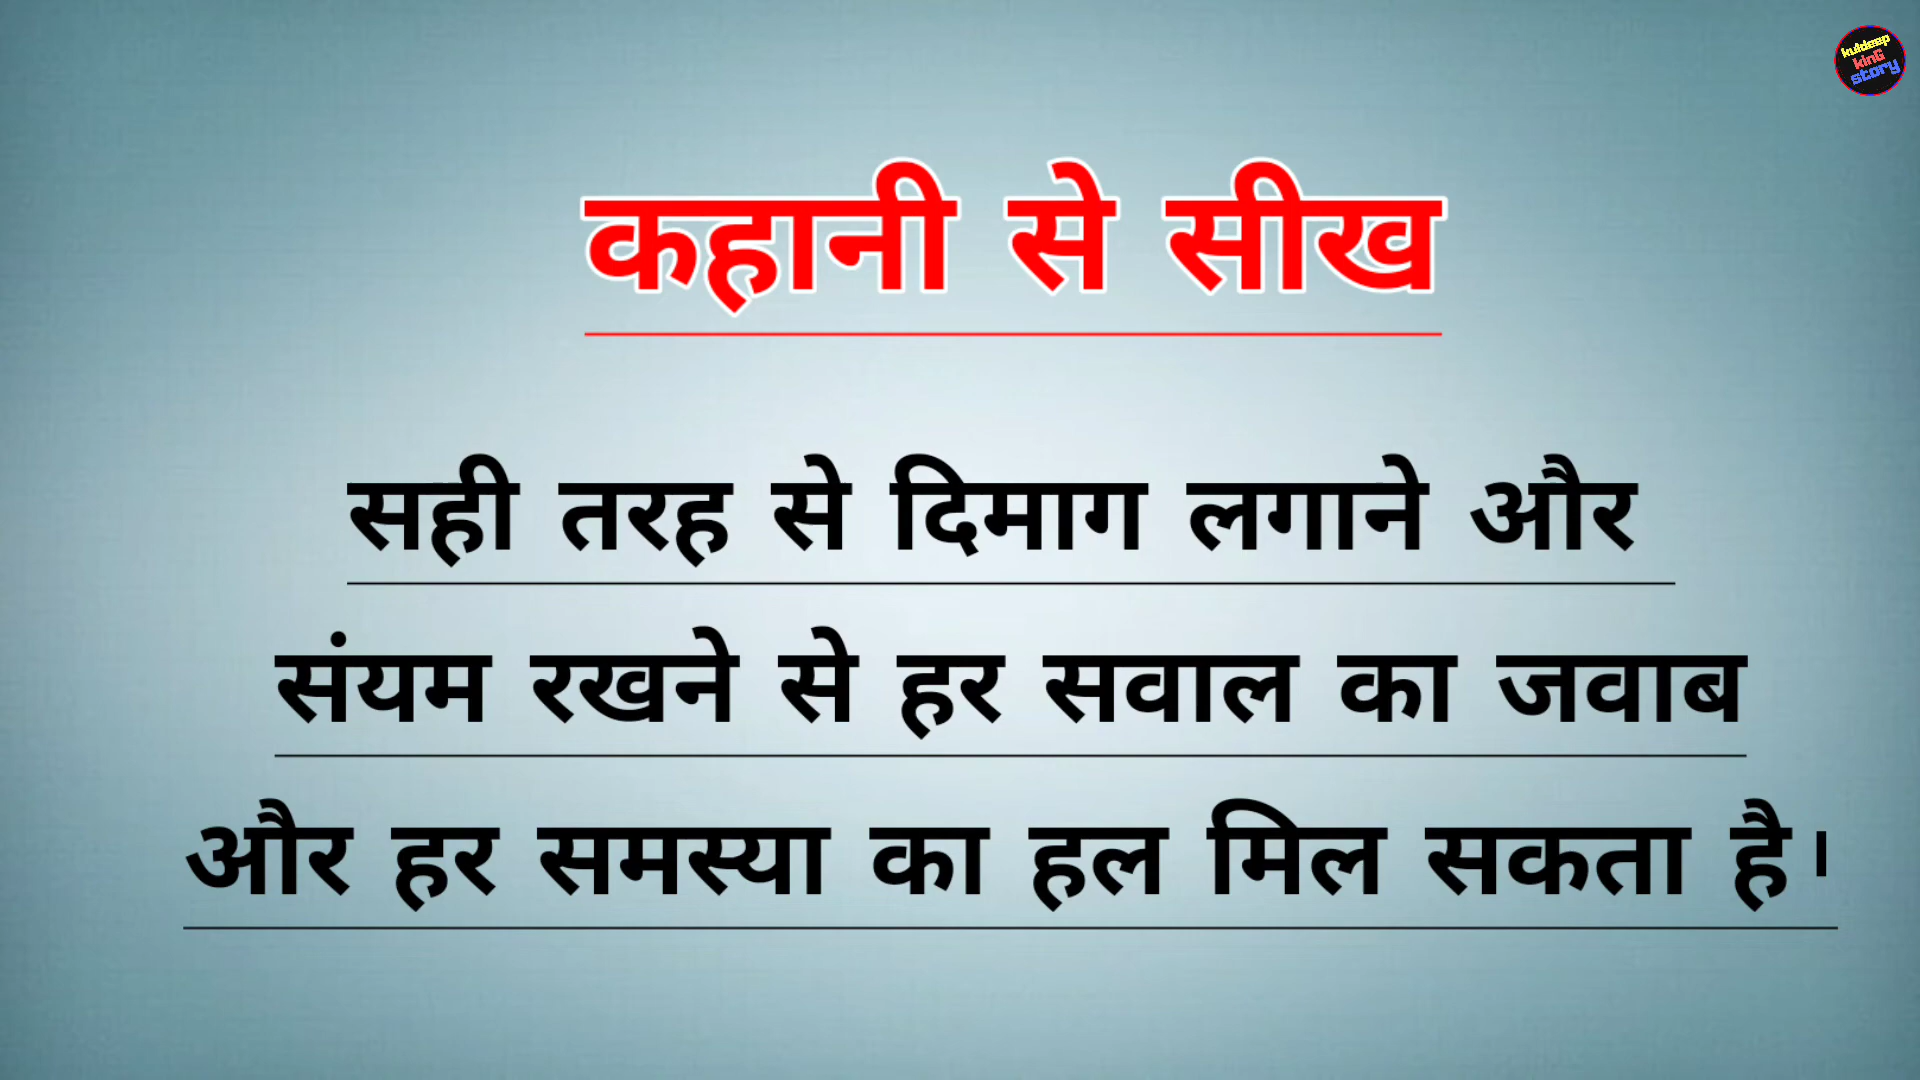 kuldeep
kinG
story
कहानी से सीख
सही तरह से दिमाग लगाने और
संयम रखने से हर सवाल का जवाब
और हर समस्या का हल मिल सकता है।